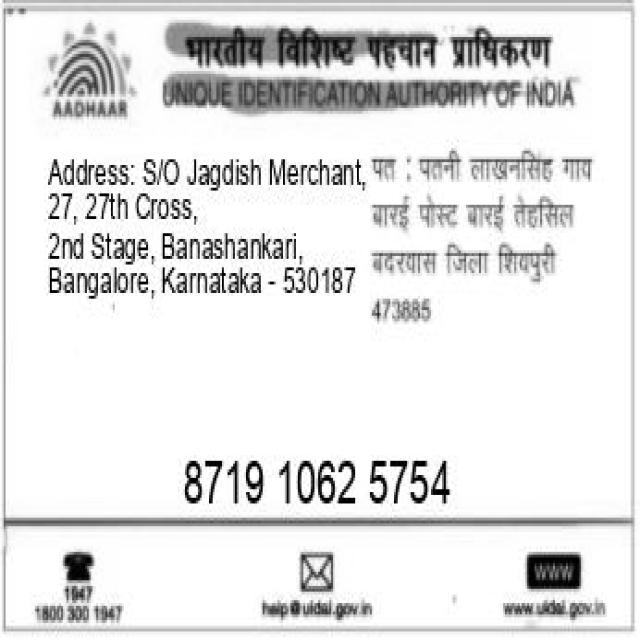 भारतीय विशिष्ट पहचान प्राधिकरण
AADHAAR
UNIQUE IDENTIFICATION AUTHORITY OF INDIA
Address: S/O Jagdish Merchant,
27, 27th Cross,
2nd Stage, Banashankari,
Bangalore, Karnataka - 530187
पत : पतनी लाखनसिंह गाय
बारई पोस्ट बारई तेहसिल
बदरवास जिला शिवपुरी
473885
8719 1062 5754
1947
1800 300 1947
help@uidai.gov.in
WWW
www.uidai.gov.in